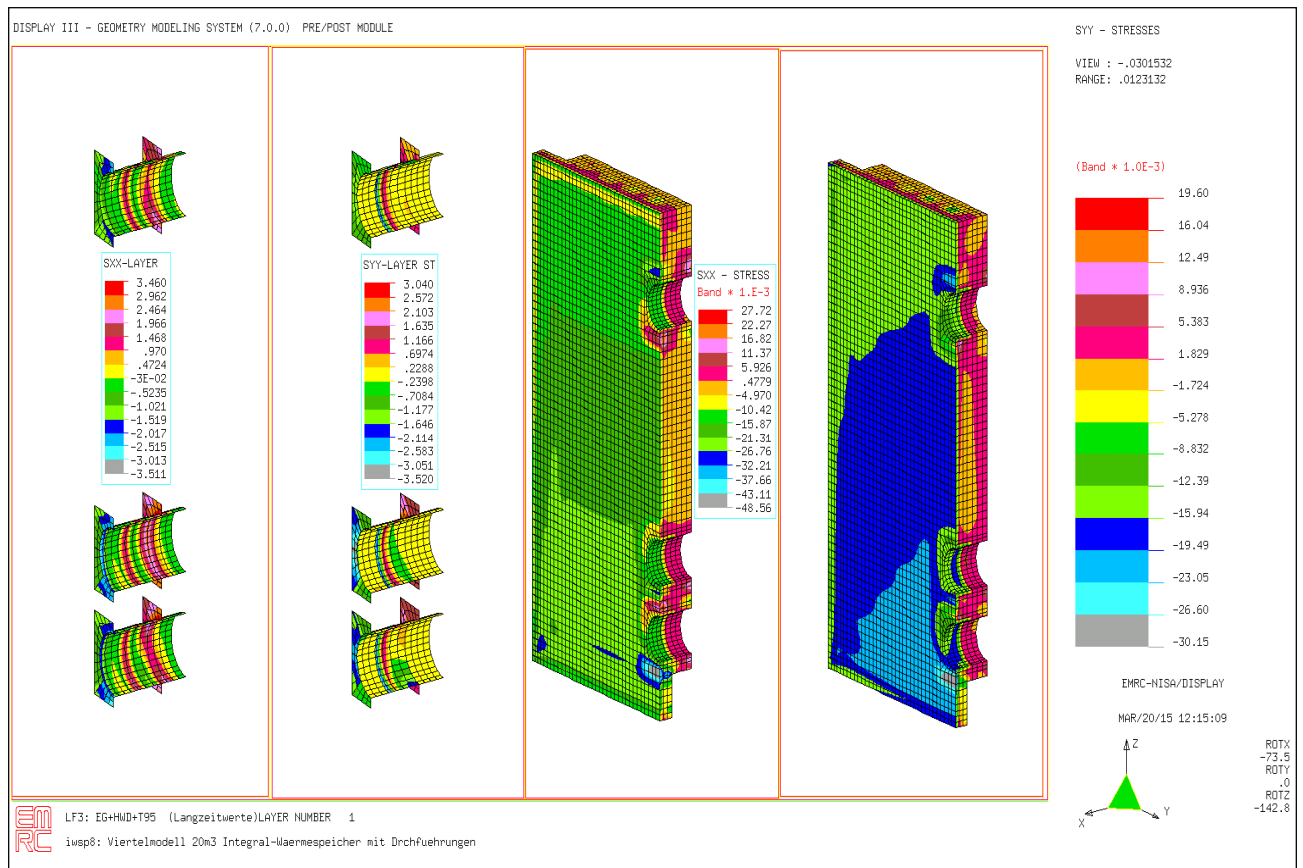 DISPLAY III - GEOMETRY MODELING SYSTEM (7.0.0) PRE/POST MODULE
SXX-LAYER
3.460
2.962
2.464
1.966
1.468
.970
.4724
-3E-02
-.5235
-1.021
-1.519
-2.017
-2.515
-3.013
-3.511
SYY-LAYER ST
3.040
2.572
2.103
1.635
1.166
.6974
.2288
-.2398
-.7084
-1.177
-1.646
-2.114
-2.583
-3.051
-3.520
SXX - STRESS
Band * 1.E-3
27.72
22.27
16.82
11.37
5.926
.4779
-4.970
-10.42
-15.87
-21.31
-26.76
-32.21
-37.66
-43.11
-48.56
SYY - STRESSES
VIEW : -.0301532
RANGE: .0123132
(Band * 1.0E-3)
19.60
16.04
12.49
8.936
5.383
1.829
-1.724
-5.278
-8.832
-12.39
-15.94
-19.49
-23.05
-26.60
-30.15
EMRC-NISA/DISPLAY
MAR/20/15 12:15:09
Z
X
Y
ROTX
-73.5
ROTY
.0
ROTZ
-142.8
EM
RC
LF3: EG+HWD+T95 (Langzeitwerte)LAYER NUMBER 1
iwsp8: Viertelmodell 20m3 Integral-Waermespeicher mit Drchfuehrungen